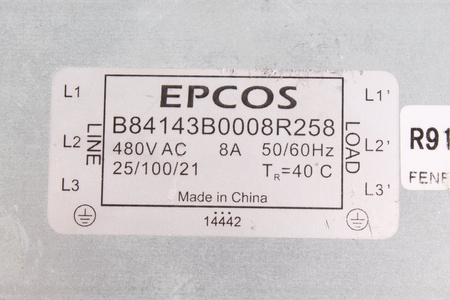 EPCOS
B84143B0008R258
480V AC 8A 50/60Hz
25/100/21 TR=40°C
Made in China
14442
L1
L2
L3
LINE
L1'
L2'
L3'
LOAD
R91